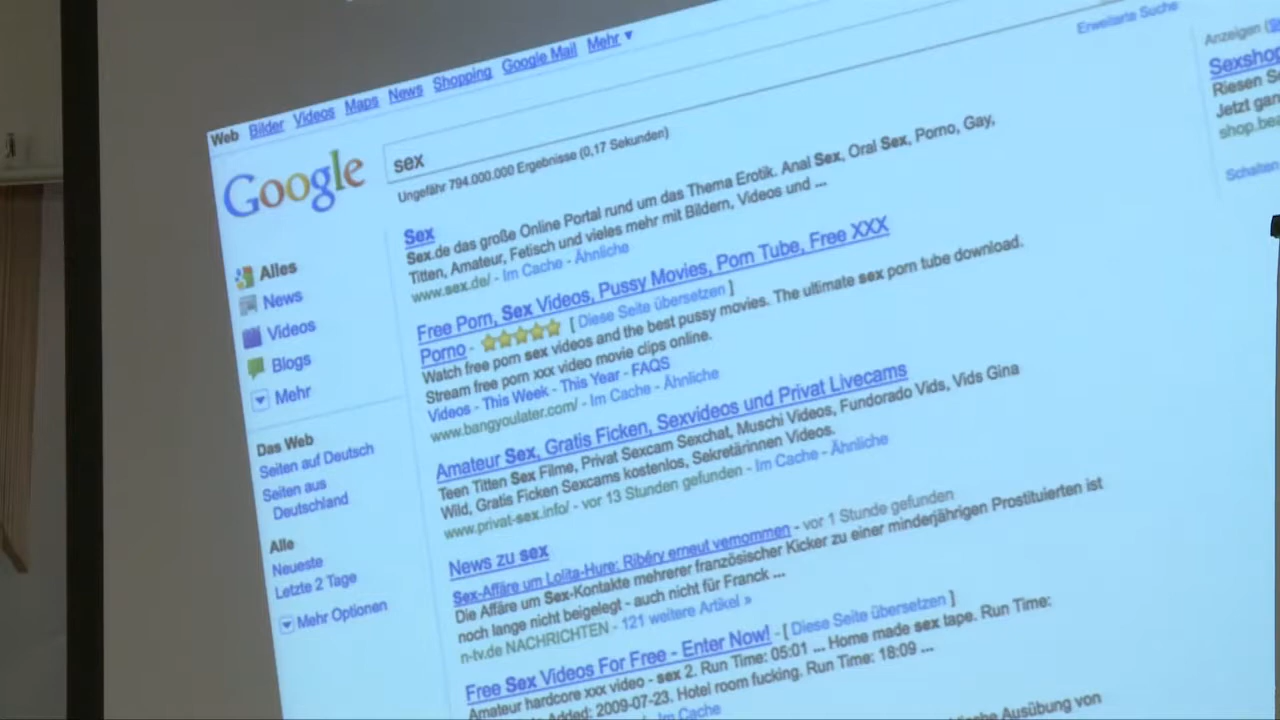 Web Bilder Videos Maps News Shopping Google Mail Mehr ▼
Erweiterte Suche
Google
sex
Ungefähr 794.000.000 Ergebnisse (0,17 Sekunden)
Alles
News
Videos
Blogs
Mehr
Das Web
Seiten auf Deutsch
Seiten aus
Deutschland
Alle
Neueste
Letzte 2 Tage
Mehr Optionen
Sex
Sex.de das große Online Portal rund um das Thema Erotik. Anal Sex, Oral Sex, Porno, Gay,
Titten, Amateur, Fetisch und vieles mehr mit Bildern, Videos und ...
www.sex.de/ - Im Cache - Ähnliche
Free Porn, Sex Videos, Pussy Movies, Porn Tube, Free XXX
Porno - [ Diese Seite übersetzen ]
Watch free porn sex videos and the best pussy movies. The ultimate sex porn tube download.
Stream free porn xxx video movie clips online.
Videos - This Week - This Year - FAQS
www.bangyoulater.com/ - Im Cache - Ähnliche
Amateur Sex, Gratis Ficken, Sexvideos und Privat Livecams
Teen Titten Sex Filme, Privat Sexcam Sexchat, Muschi Videos, Fundorado Vids, Vids Gina
Wild, Gratis Ficken Sexcams kostenlos, Sekretärinnen Videos.
www.privat-sex.info/ - vor 13 Stunden gefunden - Im Cache - Ähnliche
News zu sex
Sex-Affäre um Lolita-Hure: Ribéry erneut vernommen - vor 1 Stunde gefunden
Die Affäre um Sex-Kontakte mehrerer französischer Kicker zu einer minderjährigen Prostituierten ist
noch lange nicht beigelegt - auch nicht für Franck ...
n-tv.de NACHRICHTEN - 121 weitere Artikel »
Free Sex Videos For Free - Enter Now! - [ Diese Seite übersetzen ]
Amateur hardcore xxx video - sex 2. Run Time: 05:01 ... Home made sex tape. Run Time:
Added: 2009-07-23. Hotel room fucking. Run Time: 18:09 ...
Im Cache
Ausübung von
Anzeigen
Sexshop
Riesen S
Jetzt gan
shop.be
Schalten